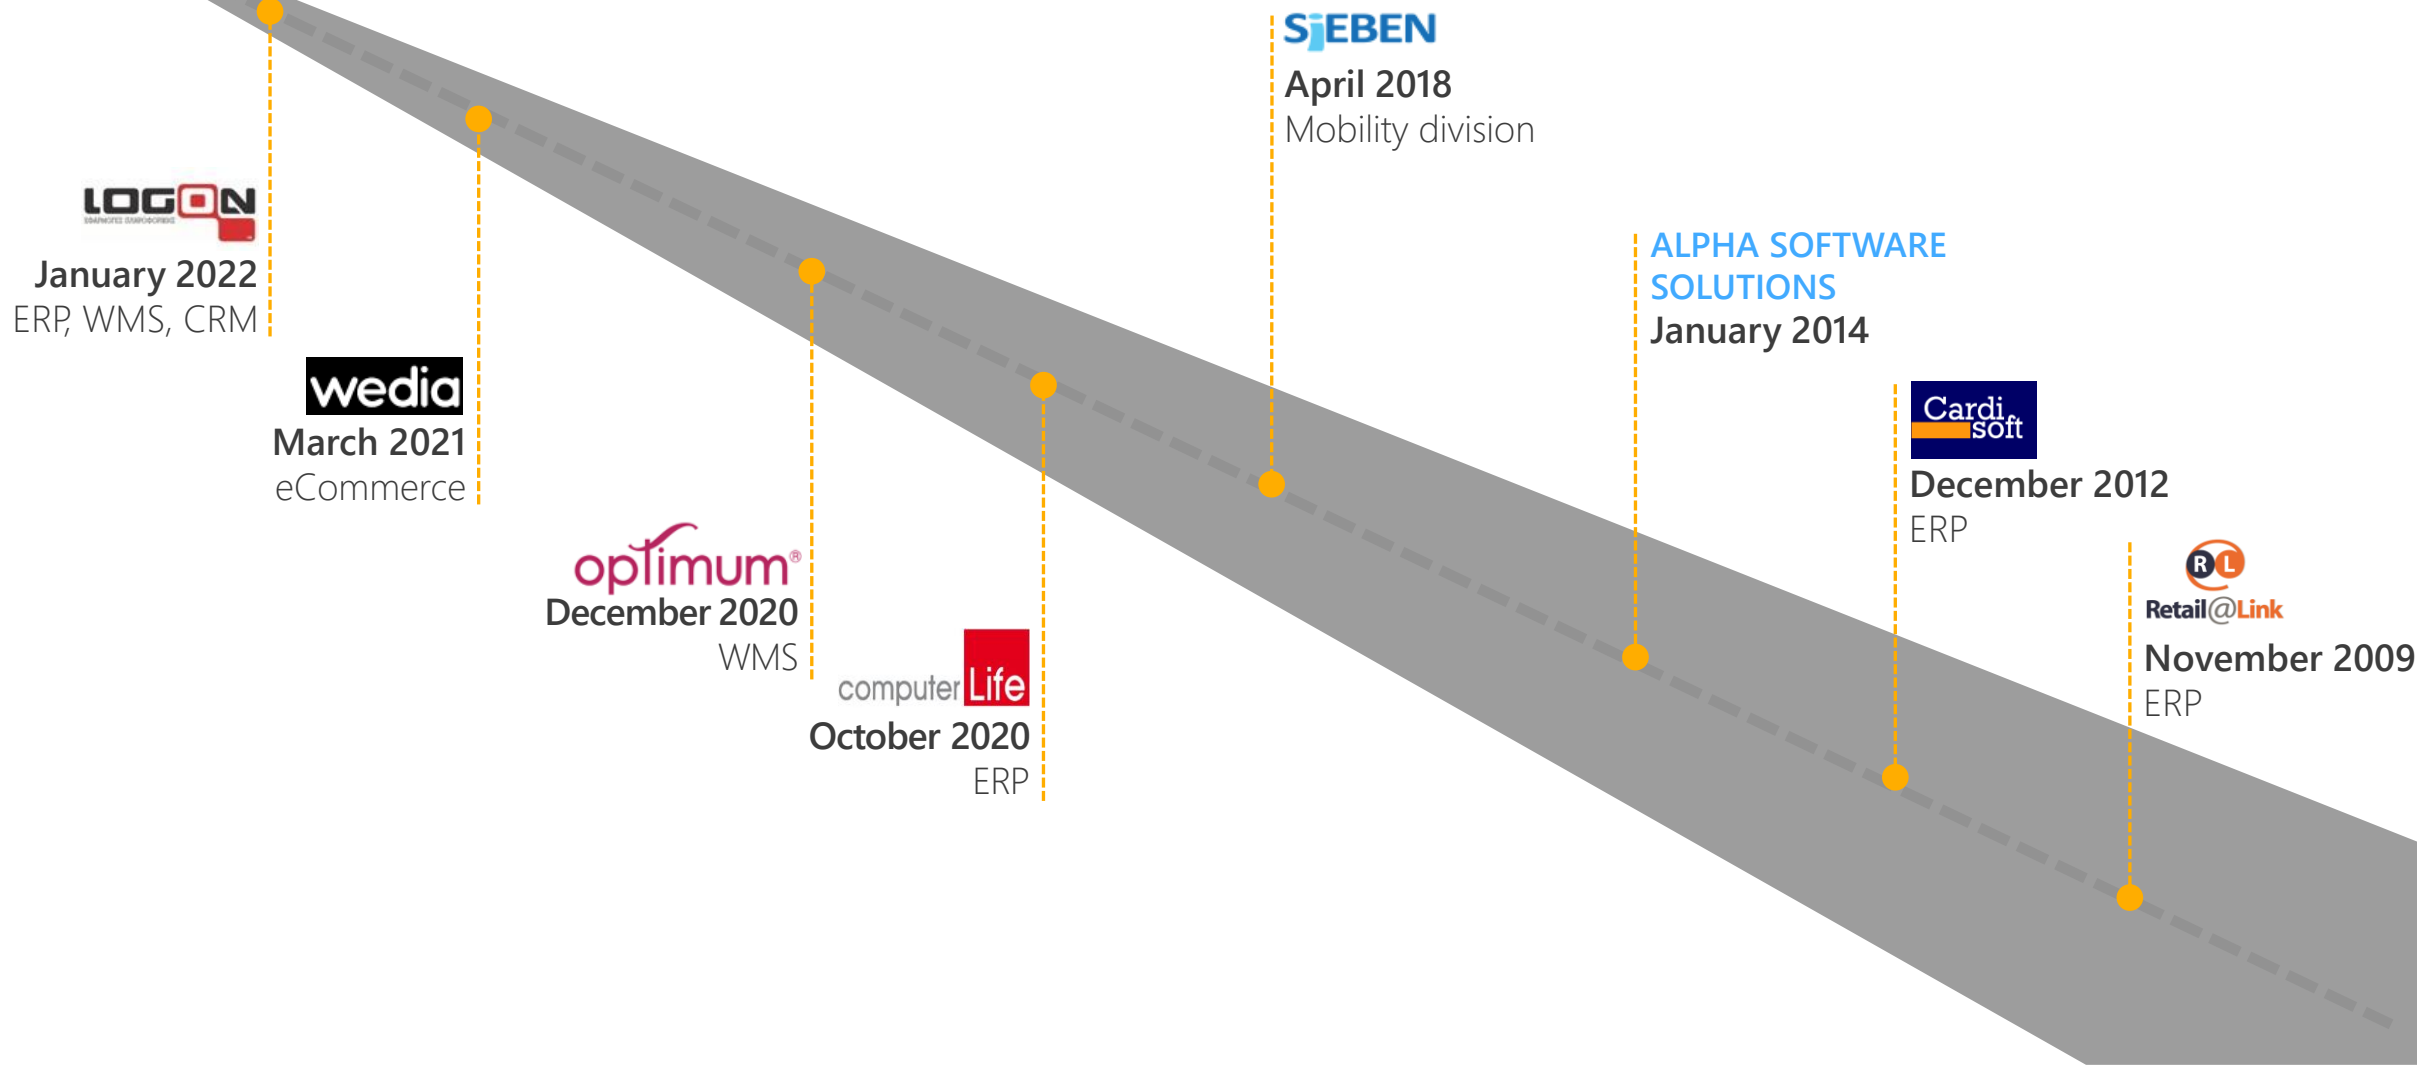 LOGON
January 2022
ERP, WMS, CRM
wedia
March 2021
eCommerce
optimum®
December 2020
WMS
computer Life
October 2020
ERP
SiEBEN
April 2018
Mobility division
ALPHA SOFTWARE
SOLUTIONS
January 2014
Cardi
soft
December 2012
ERP
RL
Retail@Link
November 2009
ERP